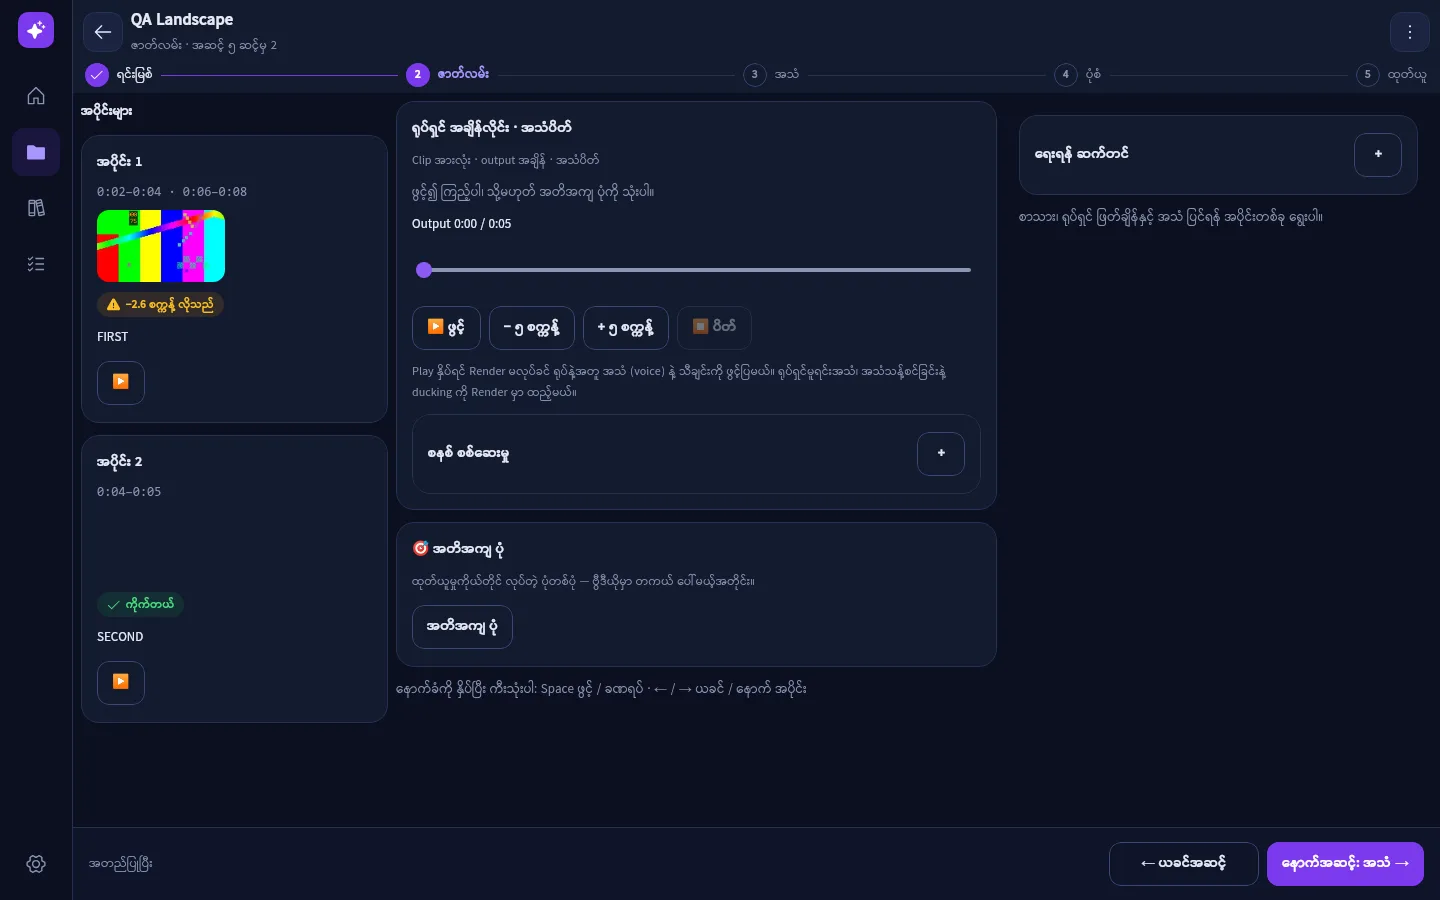 QA Landscape
ဇာတ်လမ်း · အဆင့် ၅ ဆင့်မှ 2
ရင်းမြစ်
2 ဇာတ်လမ်း
3 အသံ
4 ပုံစံ
5 ထုတ်ယူ
အပိုင်းများ
အပိုင်း 1
0:02–0:04 · 0:06–0:08
−2.6 စက္ကန့် လိုသည်
FIRST
အပိုင်း 2
0:04–0:05
ကိုက်တယ်
SECOND
ရုပ်ရှင် အချိန်လိုင်း · အသံပိတ်
Clip အားလုံး · output အချိန် · အသံပိတ်
ဖွင့်၍ ကြည့်ပါ၊ သို့မဟုတ် အတိအကျ ပုံကို သုံးပါ။
Output 0:00 / 0:05
▶️ ဖွင့်
− ၅ စက္ကန့်
+ ၅ စက္ကန့်
⏹️ ပိတ်
Play နှိပ်ရင် Render မလုပ်ခင် ရုပ်နဲ့အတူ အသံ (voice) နဲ့ သီချင်းကို ဖွင့်ပြမယ်။ ရုပ်ရှင်မူရင်းအသံ၊ အသံသန့်စင်ခြင်းနဲ့
ducking ကို Render မှာ ထည့်မယ်။
စနစ် စစ်ဆေးမှု
+
🎯 အတိအကျ ပုံ
ထုတ်ယူမှုကိုယ်တိုင် လုပ်တဲ့ ပုံတစ်ပုံ — ဗွီဒီယိုမှာ တကယ် ပေါ်မယ့်အတိုင်း။
အတိအကျ ပုံ
နောက်ခံကို နှိပ်ပြီး ကီးသုံးပါ: Space ဖွင့် / ခဏရပ် · ← / → ယခင် / နောက် အပိုင်း
ရေးရန် ဆက်တင်
+
စာသား၊ ရုပ်ရှင် ဖြတ်ချိန်နှင့် အသံ ပြင်ရန် အပိုင်းတစ်ခု ရွေးပါ။
အတည်ပြုပြီး
← ယခင်အဆင့်
နောက်အဆင့်: အသံ →